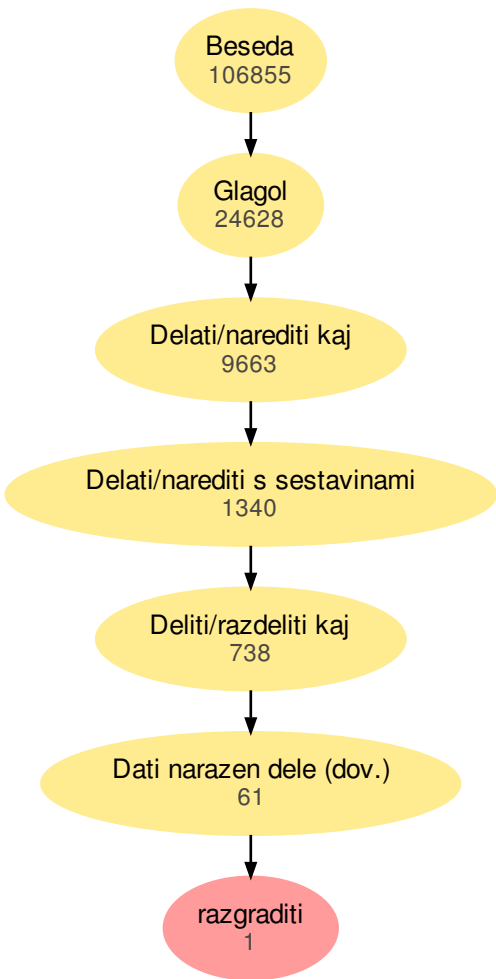 Beseda
106855
Glagol
24628
Delati/narediti kaj
9663
Delati/narediti s sestavinami
1340
Deliti/razdeliti kaj
738
Dati narazen dele (dov.)
61
razgraditi
1